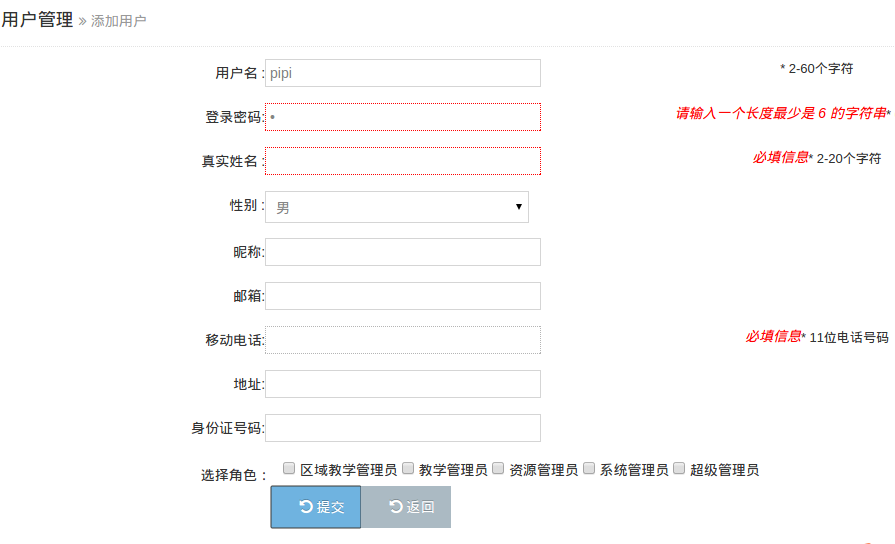 用户管理 » 添加用户
用户名 : pipi * 2-60个字符
登录密码: • 请输入一个长度最少是 6 的字符串*
真实姓名 : 必填信息* 2-20个字符
性别 : 男
昵称:
邮箱:
移动电话: 必填信息* 11位电话号码
地址:
身份证号码:
选择角色 : 区域教学管理员 教学管理员 资源管理员 系统管理员 超级管理员
提交 返回